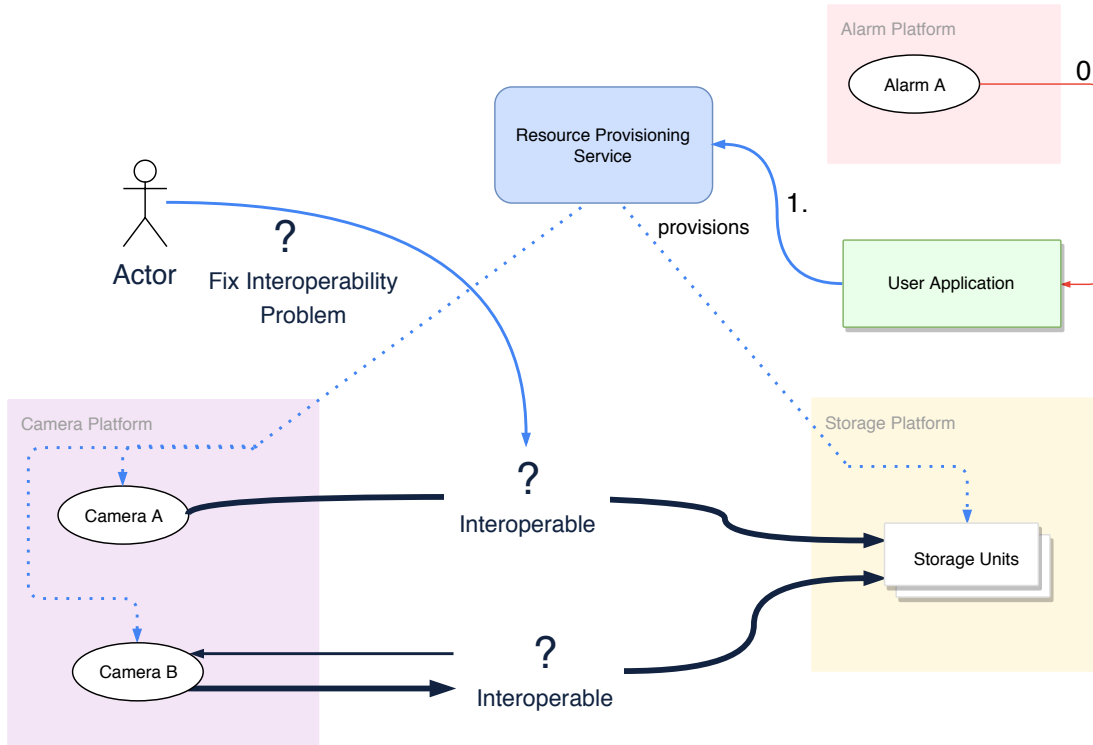 Alarm Platform
0
Alarm A
Resource Provisioning
Service
1.
provisions
?
Actor
Fix Interoperability
Problem
User Application
Camera Platform
Storage Platform
?
Camera A
Interoperable
Storage Units
?
Camera B
Interoperable